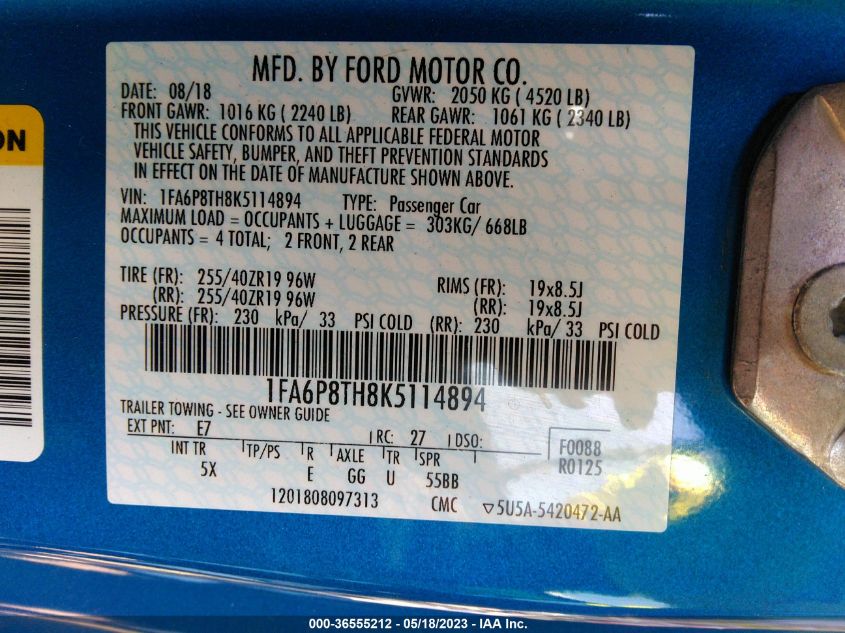 MFD. BY FORD MOTOR CO.
DATE: 08/18 GVWR: 2050 KG ( 4520 LB)
FRONT GAWR: 1016 KG ( 2240 LB) REAR GAWR: 1061 KG ( 2340 LB)
THIS VEHICLE CONFORMS TO ALL APPLICABLE FEDERAL MOTOR
VEHICLE SAFETY, BUMPER, AND THEFT PREVENTION STANDARDS
IN EFFECT ON THE DATE OF MANUFACTURE SHOWN ABOVE.
VIN: 1FA6P8TH8K5114894 TYPE: Passenger Car
MAXIMUM LOAD = OCCUPANTS + LUGGAGE = 303KG/ 668LB
OCCUPANTS = 4 TOTAL; 2 FRONT, 2 REAR
TIRE (FR): 255/40ZR19 96W RIMS (FR): 19x8.5J
(RR): 255/40ZR19 96W (RR): 19x8.5J
PRESSURE (FR): 230 kPa/ 33 PSI COLD (RR): 230 kPa/ 33 PSI COLD
1FA6P8TH8K5114894
TRAILER TOWING - SEE OWNER GUIDE
EXT PNT: E7 RC: 27 DSO: F0088
R0125
INT TR TP/PS R AXLE TR SPR
5X E GG U 55BB
1201808097313 CMC ▽5U5A-5420472-AA
ON
000-36555212 - 05/18/2023 - IAA Inc.